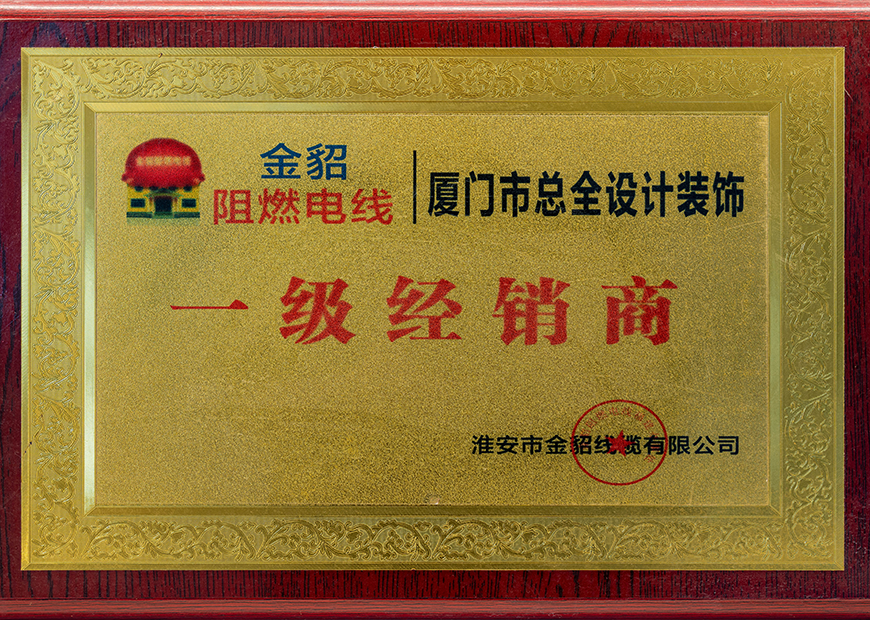 金貂
阻燃电线
厦门市总全设计装饰
一级经销商
淮安市金貂线缆有限公司